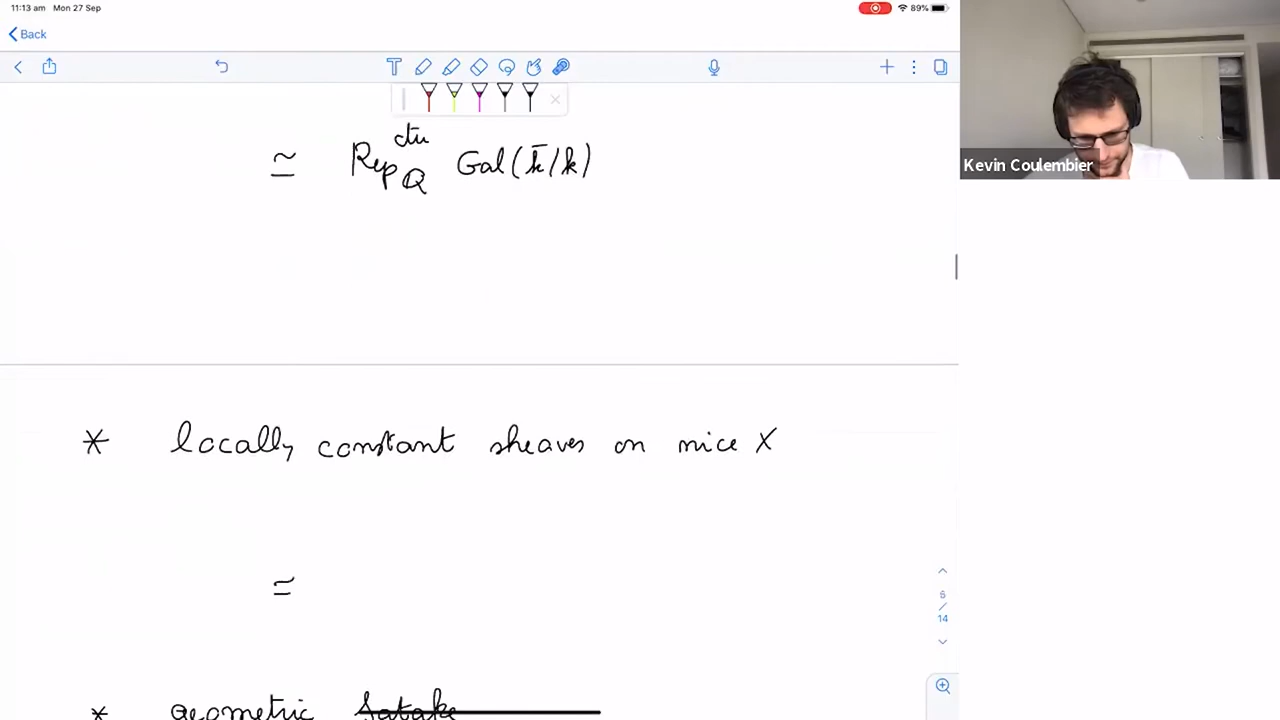 11:13 am Mon 27 Sep
89%
Back
≃ Rep_Q^ctu Gal(k̄/k)
* locally constant sheaves on nice X
≃
6
/
14
* geometric Satake
Kevin Coulembier